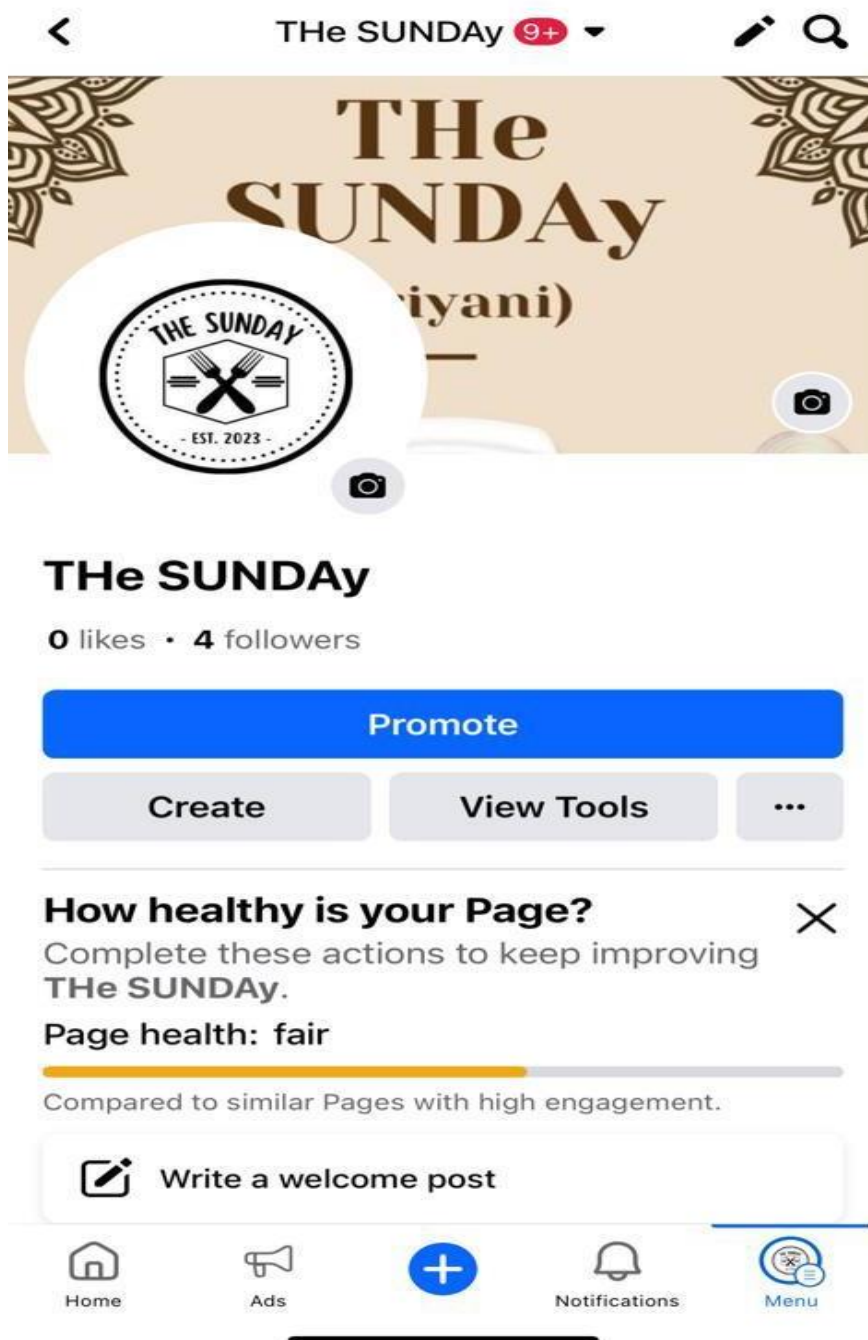 THe SUNDAy 9+
THe
SUNDAy
riyani)
THE SUNDAY
- EST. 2023 -
THe SUNDAy
0 likes · 4 followers
Promote
Create
View Tools
How healthy is your Page?
Complete these actions to keep improving
THe SUNDAy.
Page health: fair
Compared to similar Pages with high engagement.
Write a welcome post
Home
Ads
Notifications
Menu